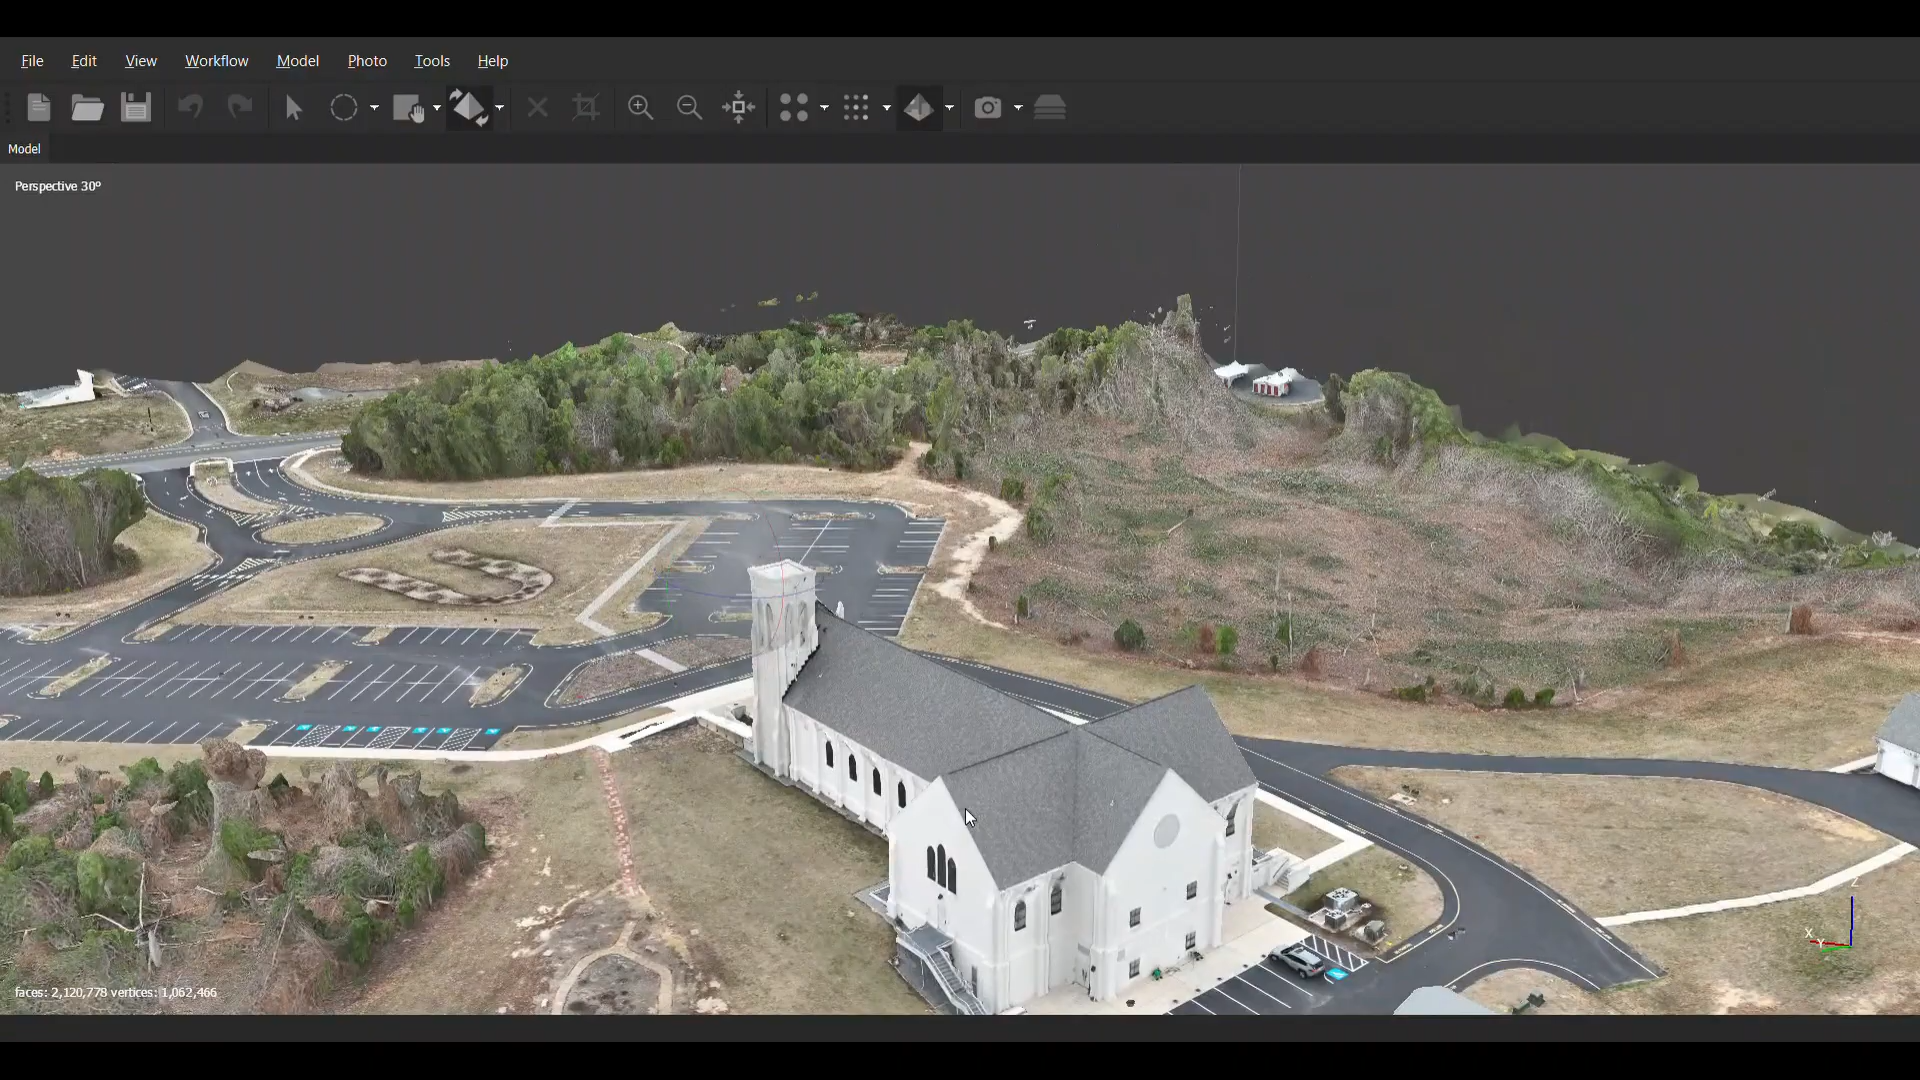 File Edit View Workflow Model Photo Tools Help
Model
Perspective 30°
Z
X
Y
faces: 2,120,778 vertices: 1,062,466